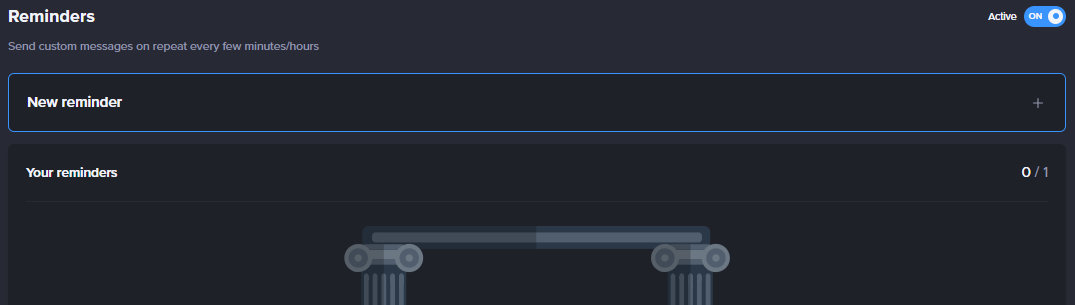 Reminders
Active ON
Send custom messages on repeat every few minutes/hours
New reminder +
Your reminders 0 / 1